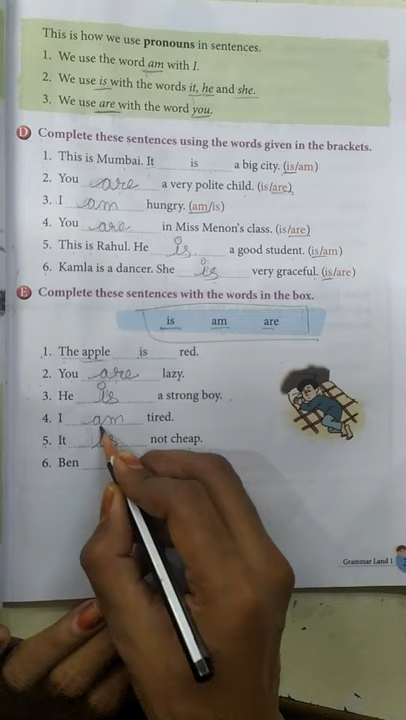 This is how we use pronouns in sentences.
1. We use the word am with I.
2. We use is with the words it, he and she.
3. We use are with the word you.
D Complete these sentences using the words given in the brackets.
1. This is Mumbai. It is a big city. (is/am)
2. You are a very polite child. (is/are)
3. I am hungry. (am/is)
4. You are in Miss Menon's class. (is/are)
5. This is Rahul. He is a good student. (is/am)
6. Kamla is a dancer. She is very graceful. (is/are)
E Complete these sentences with the words in the box.
is am are
1. The apple is red.
2. You are lazy.
3. He is a strong boy.
4. I am tired.
5. It is not cheap.
6. Ben
Grammar Land 1